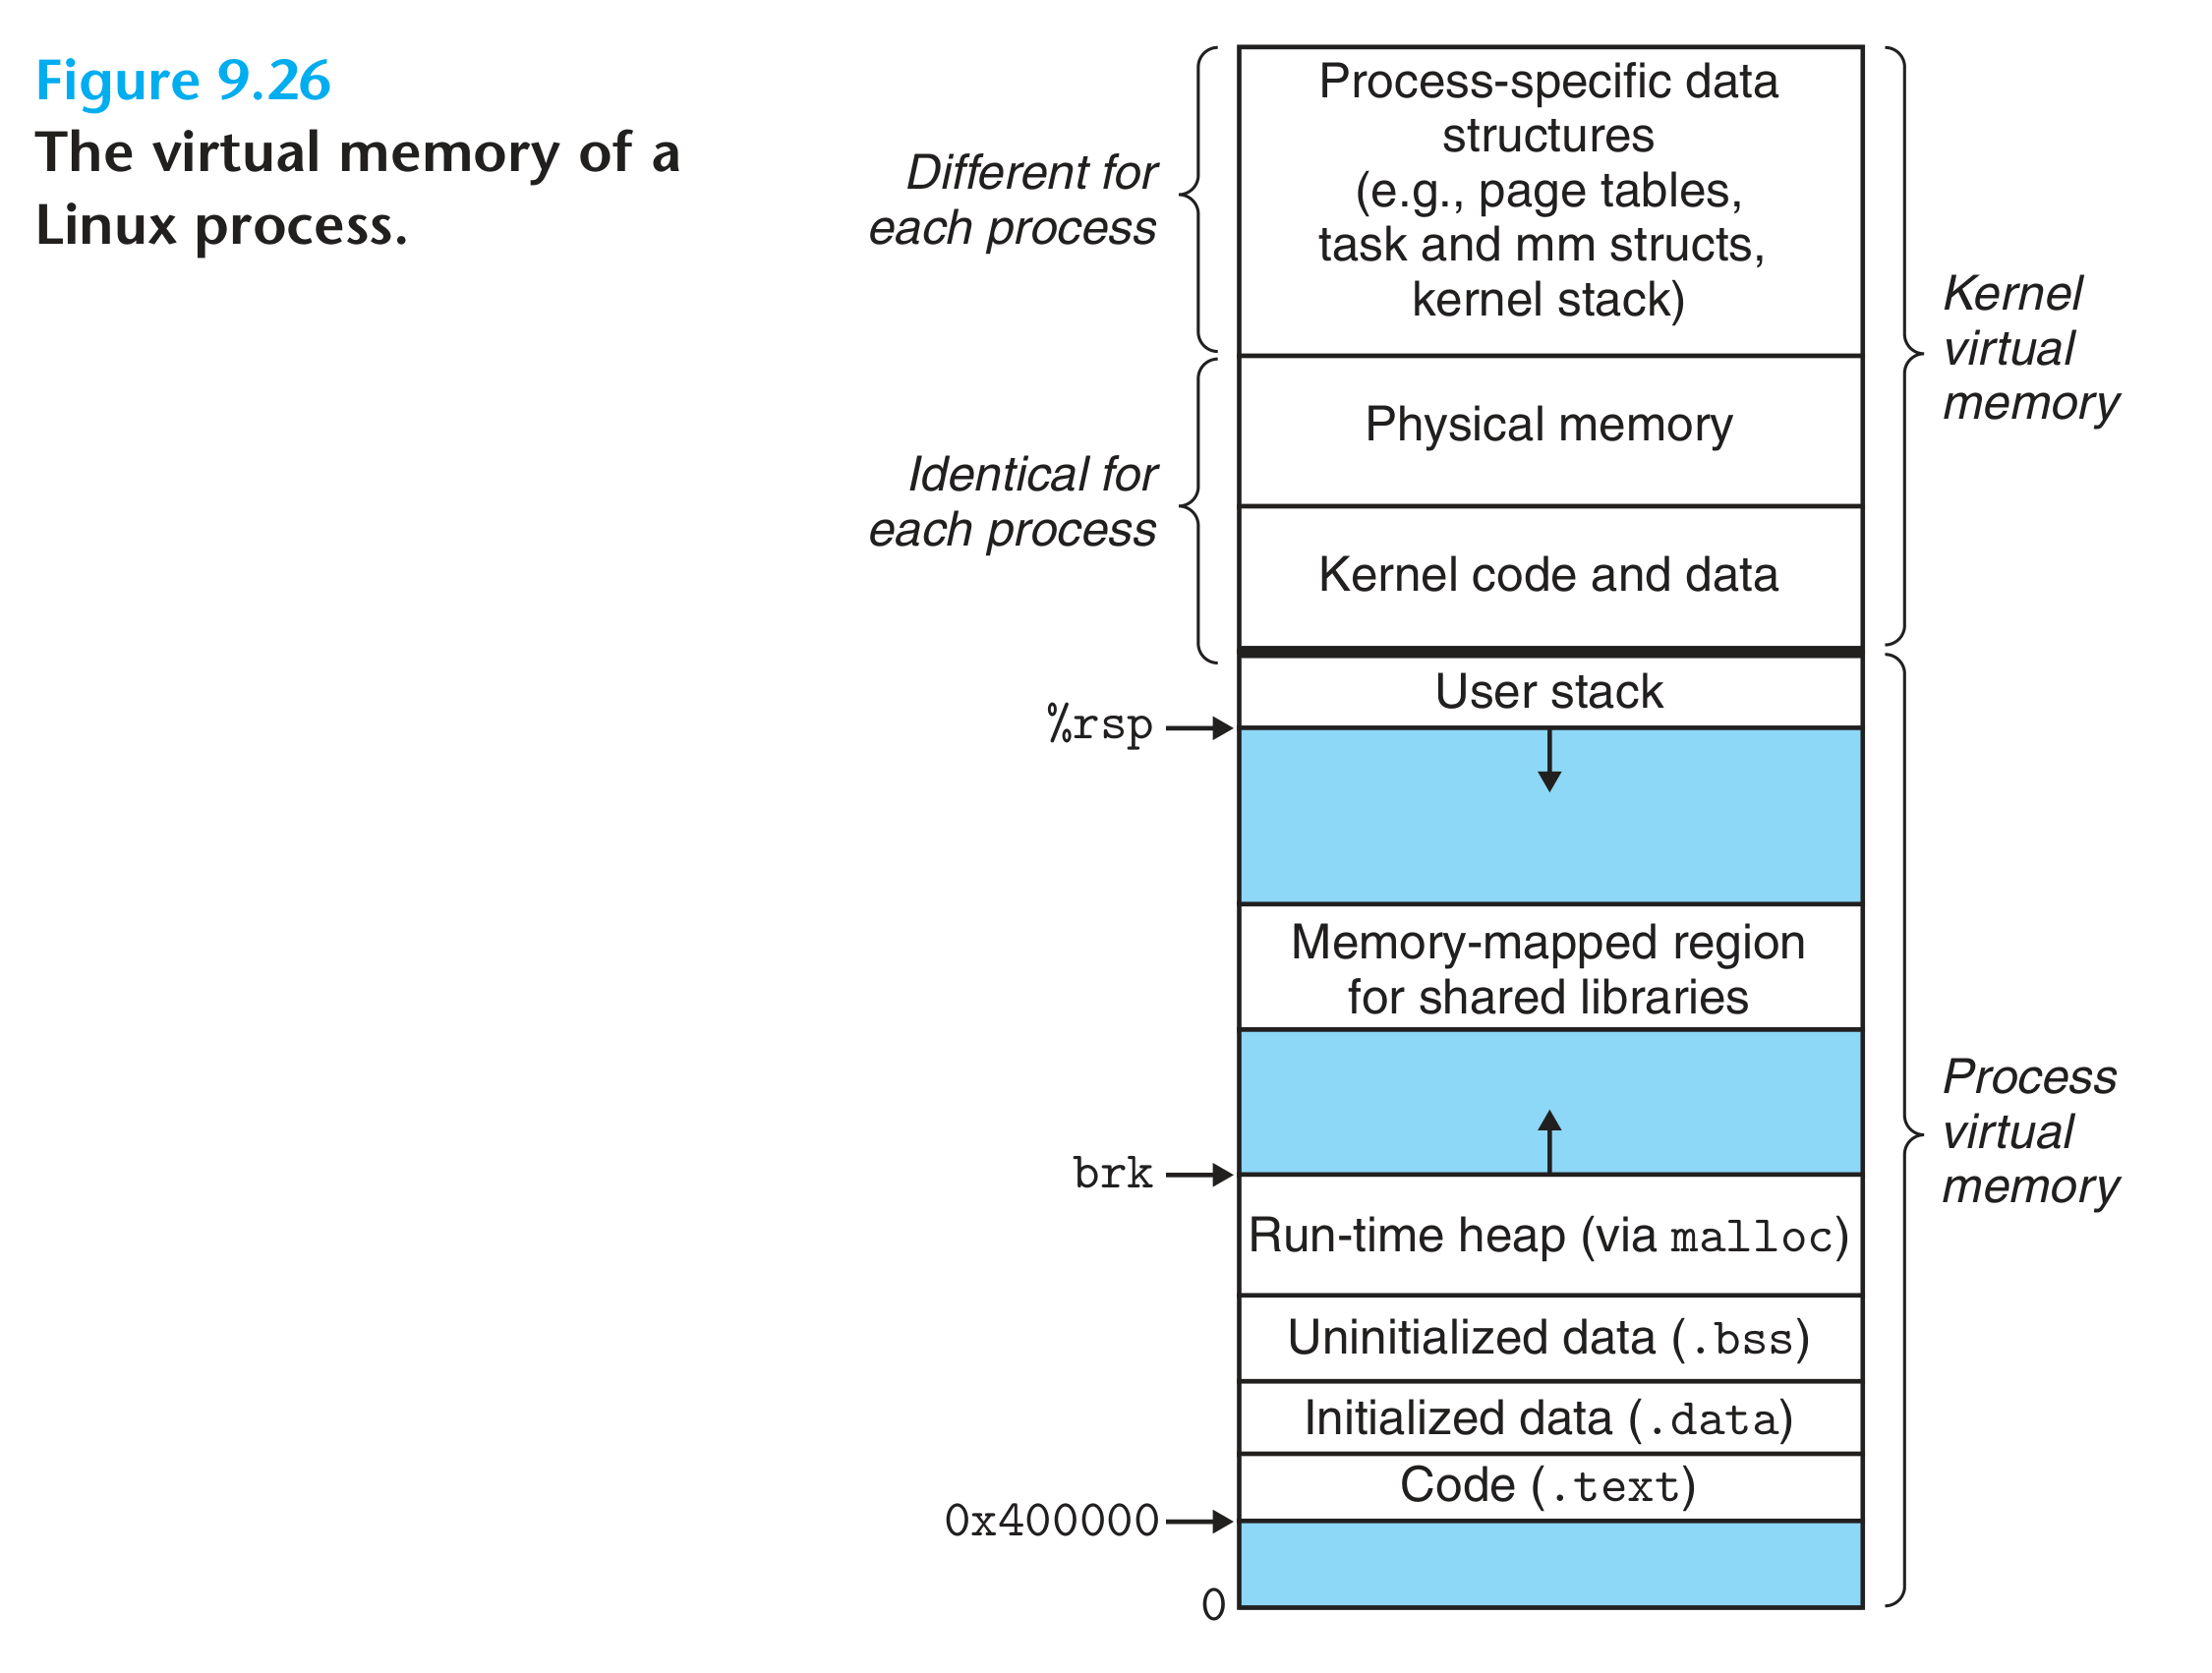 Figure 9.26
The virtual memory of a
Linux process.
Different for
each process
Identical for
each process
%rsp
brk
0x400000
0
Process-specific data
structures
(e.g., page tables,
task and mm structs,
kernel stack)
Physical memory
Kernel code and data
User stack
Memory-mapped region
for shared libraries
Run-time heap (via malloc)
Uninitialized data (.bss)
Initialized data (.data)
Code (.text)
Kernel
virtual
memory
Process
virtual
memory